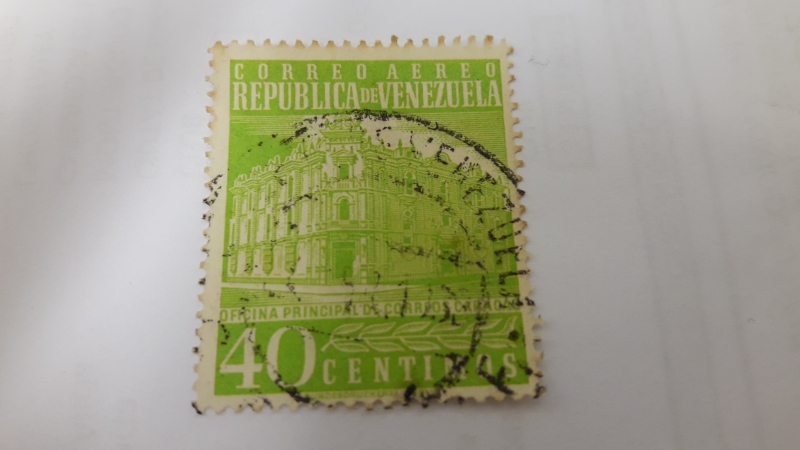 CORREO AEREO
REPUBLICA DE VENEZUELA
OFICINA PRINCIPAL DE CORREOS CARACAS
40 CENTIMOS